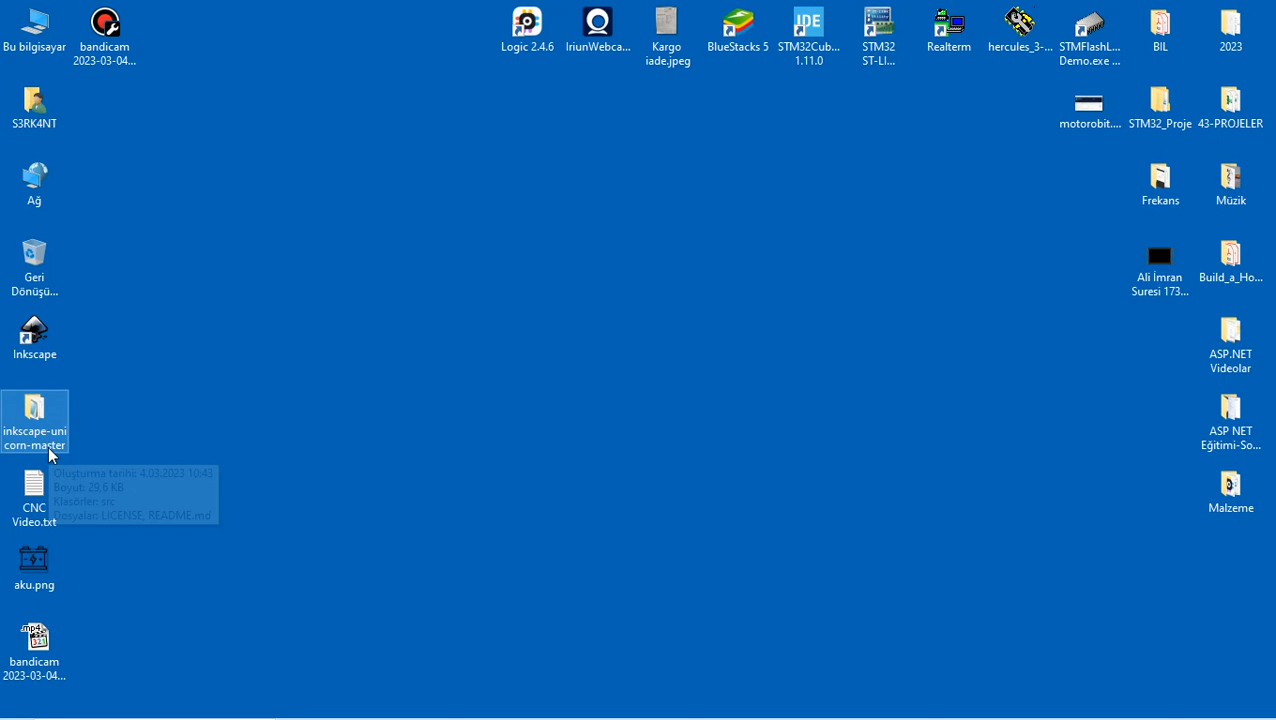 Bu bilgisayar
bandicam
2023-03-04...
S3RK4NT
Ağ
Geri
Dönüşü...
Inkscape
inkscape-uni
corn-master
Oluşturma tarihi: 4.03.2023 10:43
Boyut: 29,6 KB
Klasörler: src
Dosyalar: LICENSE, README.md
CNC
Video.txt
aku.png
.mp4
321
bandicam
2023-03-04...
Logic 2.4.6
IriunWebca...
Kargo
iade.jpeg
BlueStacks 5
IDE
STM32Cub...
1.11.0
STM32
ST-LI...
Realterm
hercules_3-...
STMFlashL...
Demo.exe ...
BIL
2023
motorobit....
STM32_Proje
43-PROJELER
Frekans
Müzik
Ali İmran
Suresi 173...
Build_a_Ho...
ASP.NET
Videolar
ASP NET
Eğitimi-So...
Malzeme